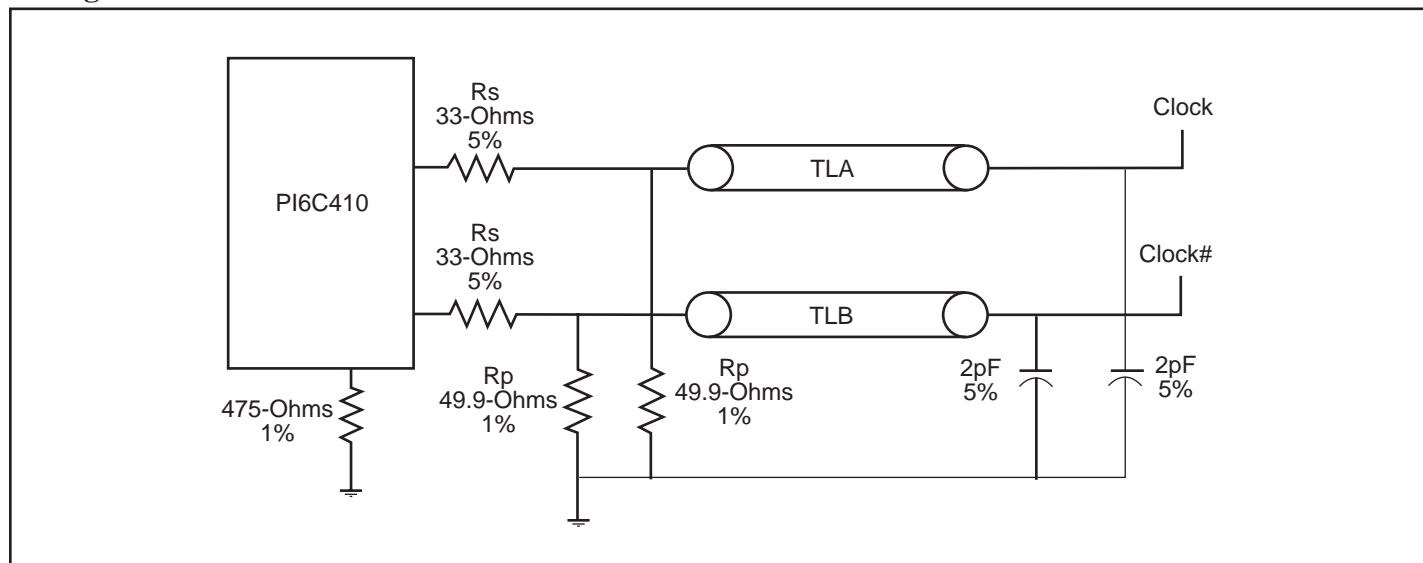 Rs
33-Ohms
5%
Clock
TLA
PI6C410
Rs
33-Ohms
5%
Clock#
TLB
475-Ohms
1%
Rp
49.9-Ohms
1%
Rp
49.9-Ohms
1%
2pF
5%
2pF
5%